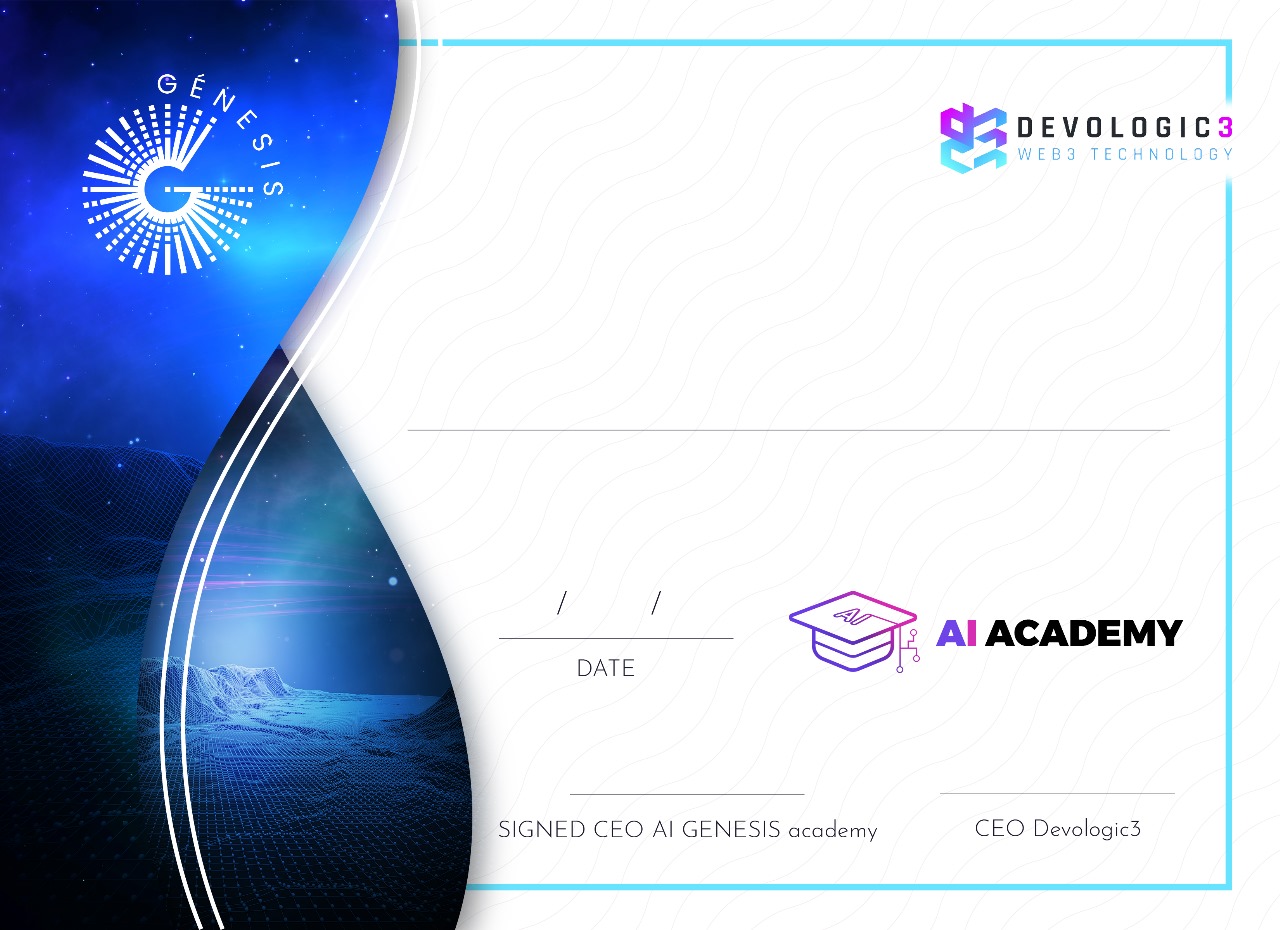 GÉNESIS
DEVOLOGIC3
WEB3 TECHNOLOGY
/ /
DATE
AI
AI ACADEMY
SIGNED CEO AI GENESIS academy
CEO Devologic3